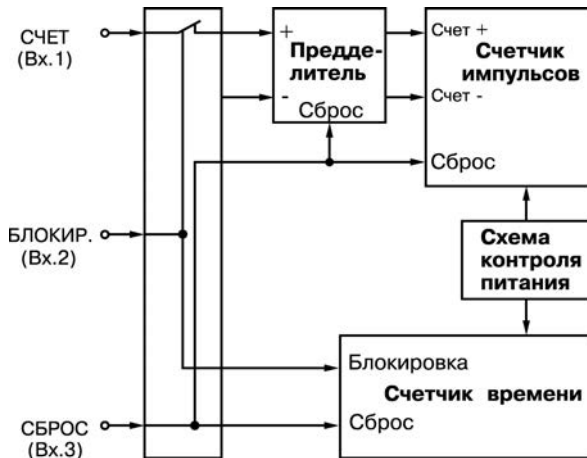 СЧЕТ
(Вх.1)
+
-
Предде-
литель
Сброс
Счет +
Счет -
Счетчик
импульсов
Сброс
БЛОКИР.
(Вх.2)
Схема
контроля
питания
Блокировка
Счетчик времени
Сброс
СБРОС
(Вх.3)